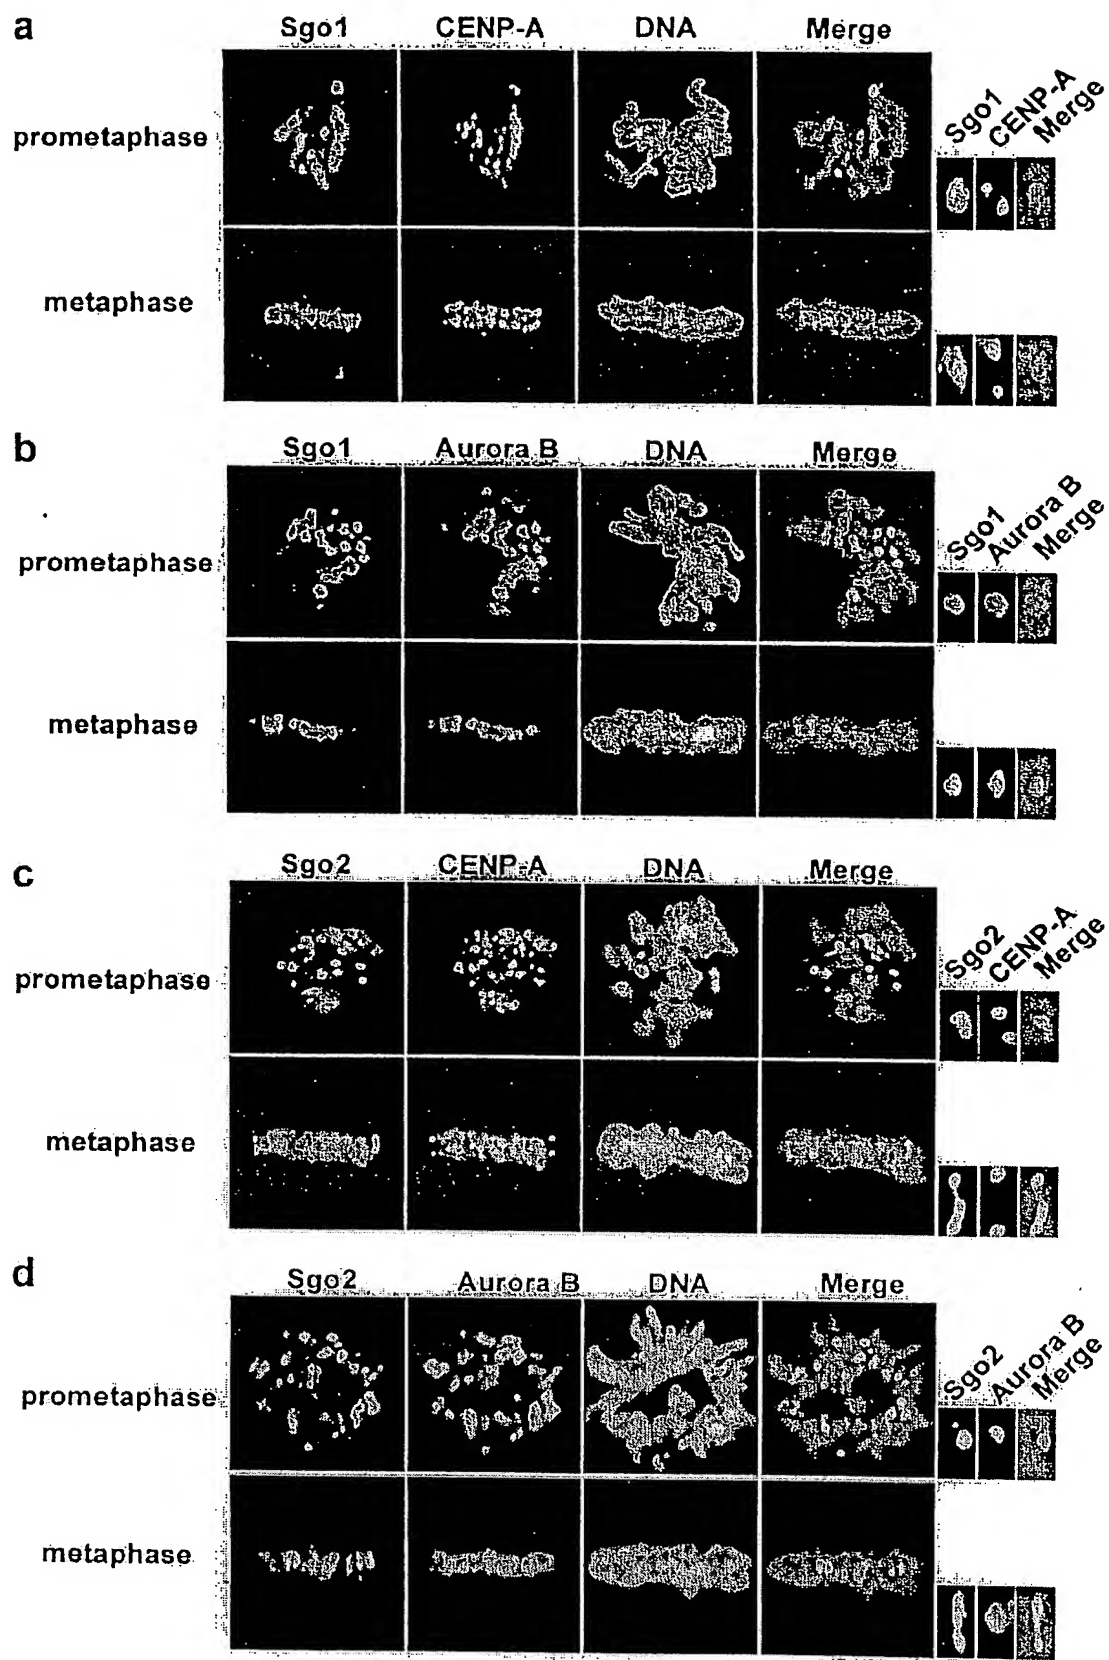 a
Sgo1 CENP-A DNA Merge
prometaphase
Sgo1 CENP-A Merge
metaphase
b
Sgo1 Aurora B DNA Merge
prometaphase
Sgo1 Aurora B Merge
metaphase
c
Sgo2 CENP-A DNA Merge
prometaphase
Sgo2 CENP-A Merge
metaphase
d
Sgo2 Aurora B DNA Merge
prometaphase
Sgo2 Aurora B Merge
metaphase